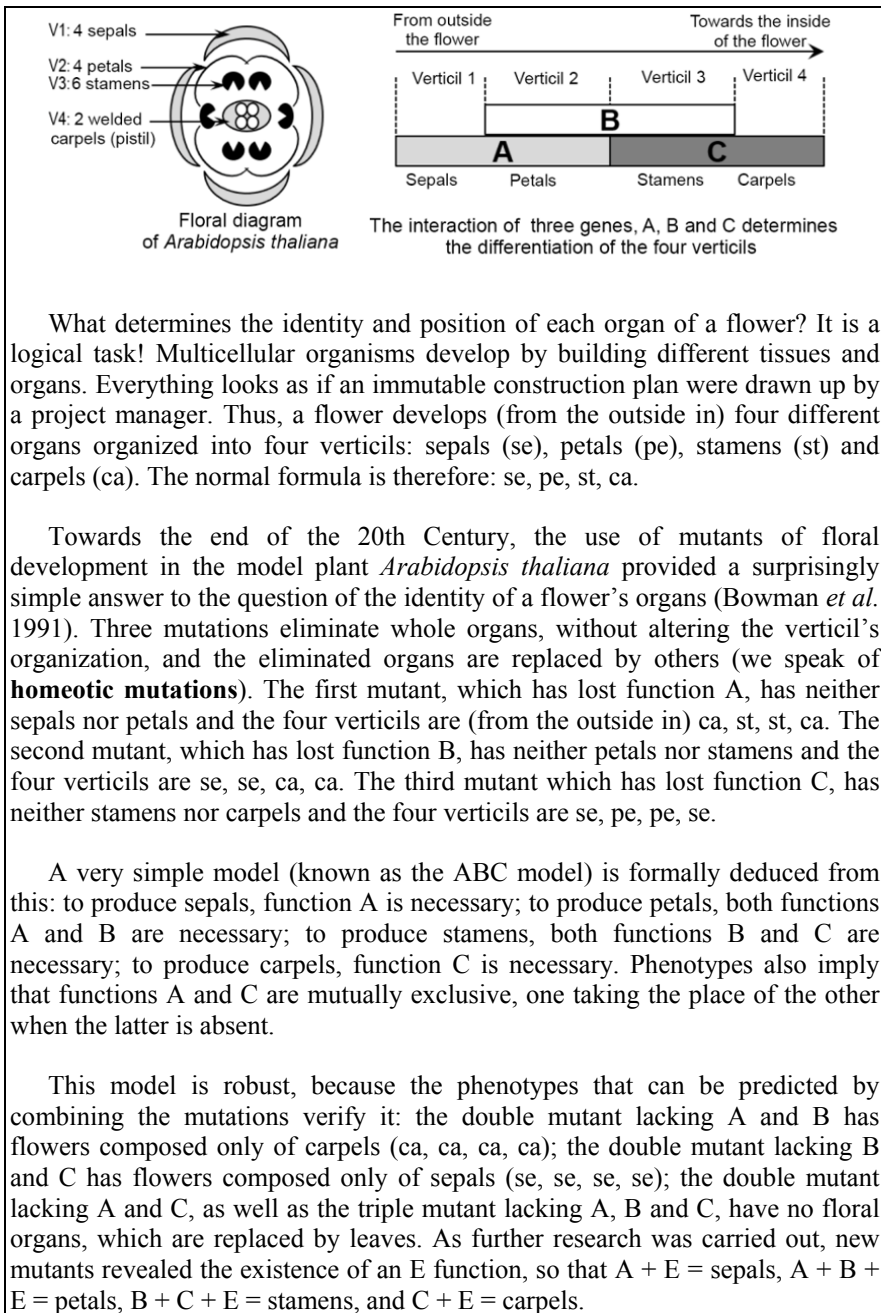 V1: 4 sepals
V2: 4 petals
V3: 6 stamens
V4: 2 welded
carpels (pistil)
Floral diagram
of Arabidopsis thaliana
From outside
the flower
Towards the inside
of the flower
Verticil 1 Verticil 2 Verticil 3 Verticil 4
B
A C
Sepals Petals Stamens Carpels
The interaction of three genes, A, B and C determines
the differentiation of the four verticils
What determines the identity and position of each organ of a flower? It is a
logical task! Multicellular organisms develop by building different tissues and
organs. Everything looks as if an immutable construction plan were drawn up by
a project manager. Thus, a flower develops (from the outside in) four different
organs organized into four verticils: sepals (se), petals (pe), stamens (st) and
carpels (ca). The normal formula is therefore: se, pe, st, ca.
Towards the end of the 20th Century, the use of mutants of floral
development in the model plant Arabidopsis thaliana provided a surprisingly
simple answer to the question of the identity of a flower's organs (Bowman et al.
1991). Three mutations eliminate whole organs, without altering the verticil's
organization, and the eliminated organs are replaced by others (we speak of
homeotic mutations). The first mutant, which has lost function A, has neither
sepals nor petals and the four verticils are (from the outside in) ca, st, st, ca. The
second mutant, which has lost function B, has neither petals nor stamens and the
four verticils are se, se, ca, ca. The third mutant which has lost function C, has
neither stamens nor carpels and the four verticils are se, pe, pe, se.
A very simple model (known as the ABC model) is formally deduced from
this: to produce sepals, function A is necessary; to produce petals, both functions
A and B are necessary; to produce stamens, both functions B and C are
necessary; to produce carpels, function C is necessary. Phenotypes also imply
that functions A and C are mutually exclusive, one taking the place of the other
when the latter is absent.
This model is robust, because the phenotypes that can be predicted by
combining the mutations verify it: the double mutant lacking A and B has
flowers composed only of carpels (ca, ca, ca, ca); the double mutant lacking B
and C has flowers composed only of sepals (se, se, se, se); the double mutant
lacking A and C, as well as the triple mutant lacking A, B and C, have no floral
organs, which are replaced by leaves. As further research was carried out, new
mutants revealed the existence of an E function, so that A + E = sepals, A + B +
E = petals, B + C + E = stamens, and C + E = carpels.